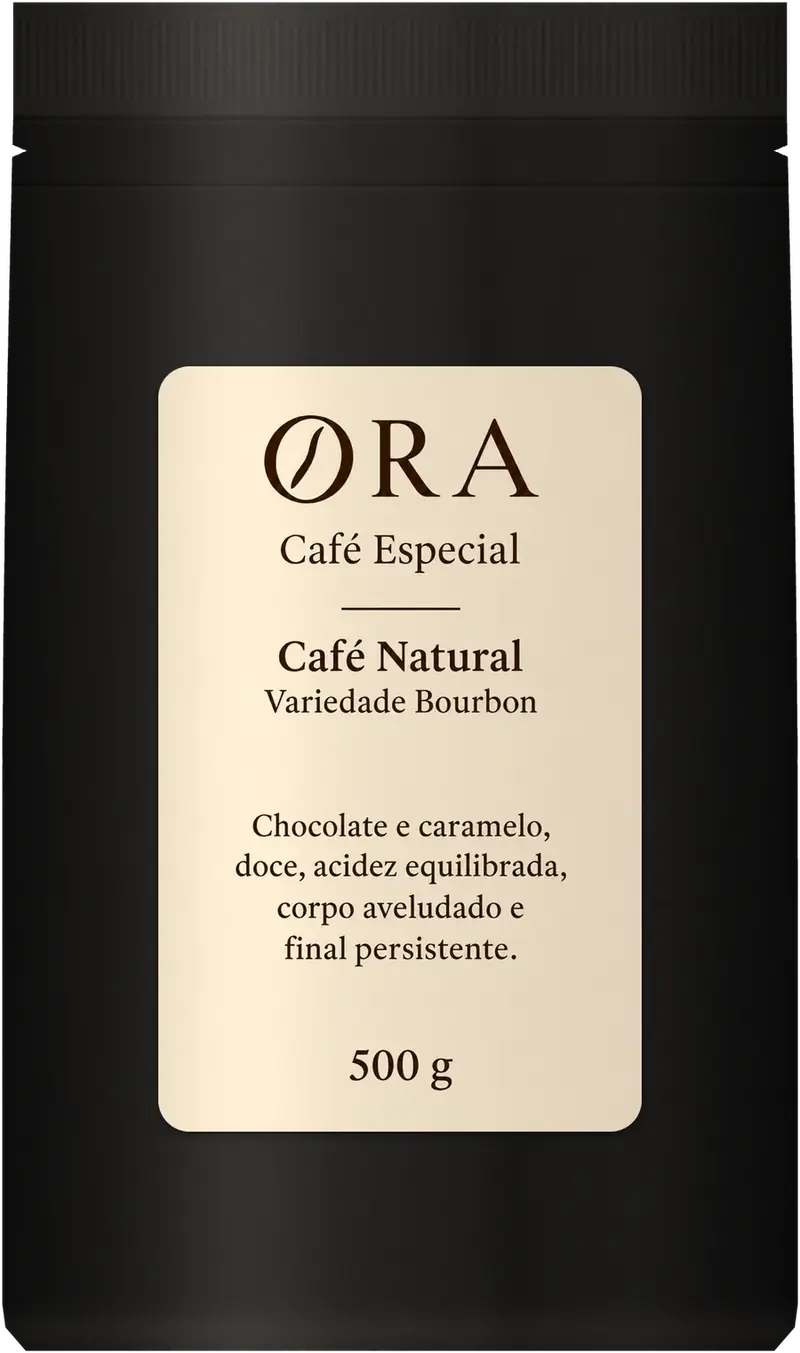 ORA
Café Especial
Café Natural
Variedade Bourbon
Chocolate e caramelo,
doce, acidez equilibrada,
corpo aveludado e
final persistente.
500 g